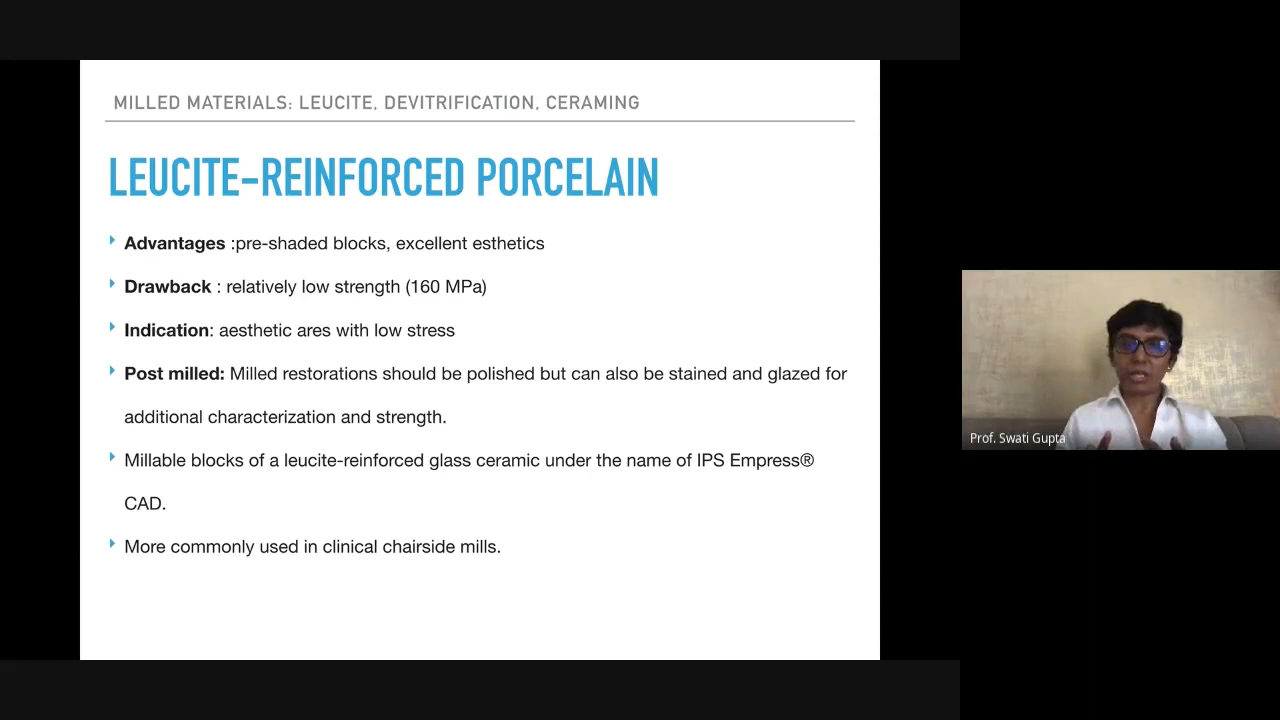 MILLED MATERIALS: LEUCITE, DEVITRIFICATION, CERAMING
LEUCITE-REINFORCED PORCELAIN
Advantages :pre-shaded blocks, excellent esthetics
Drawback : relatively low strength (160 MPa)
Indication: aesthetic ares with low stress
Post milled: Milled restorations should be polished but can also be stained and glazed for
additional characterization and strength.
Millable blocks of a leucite-reinforced glass ceramic under the name of IPS Empress®
CAD.
More commonly used in clinical chairside mills.
Prof. Swati Gupta